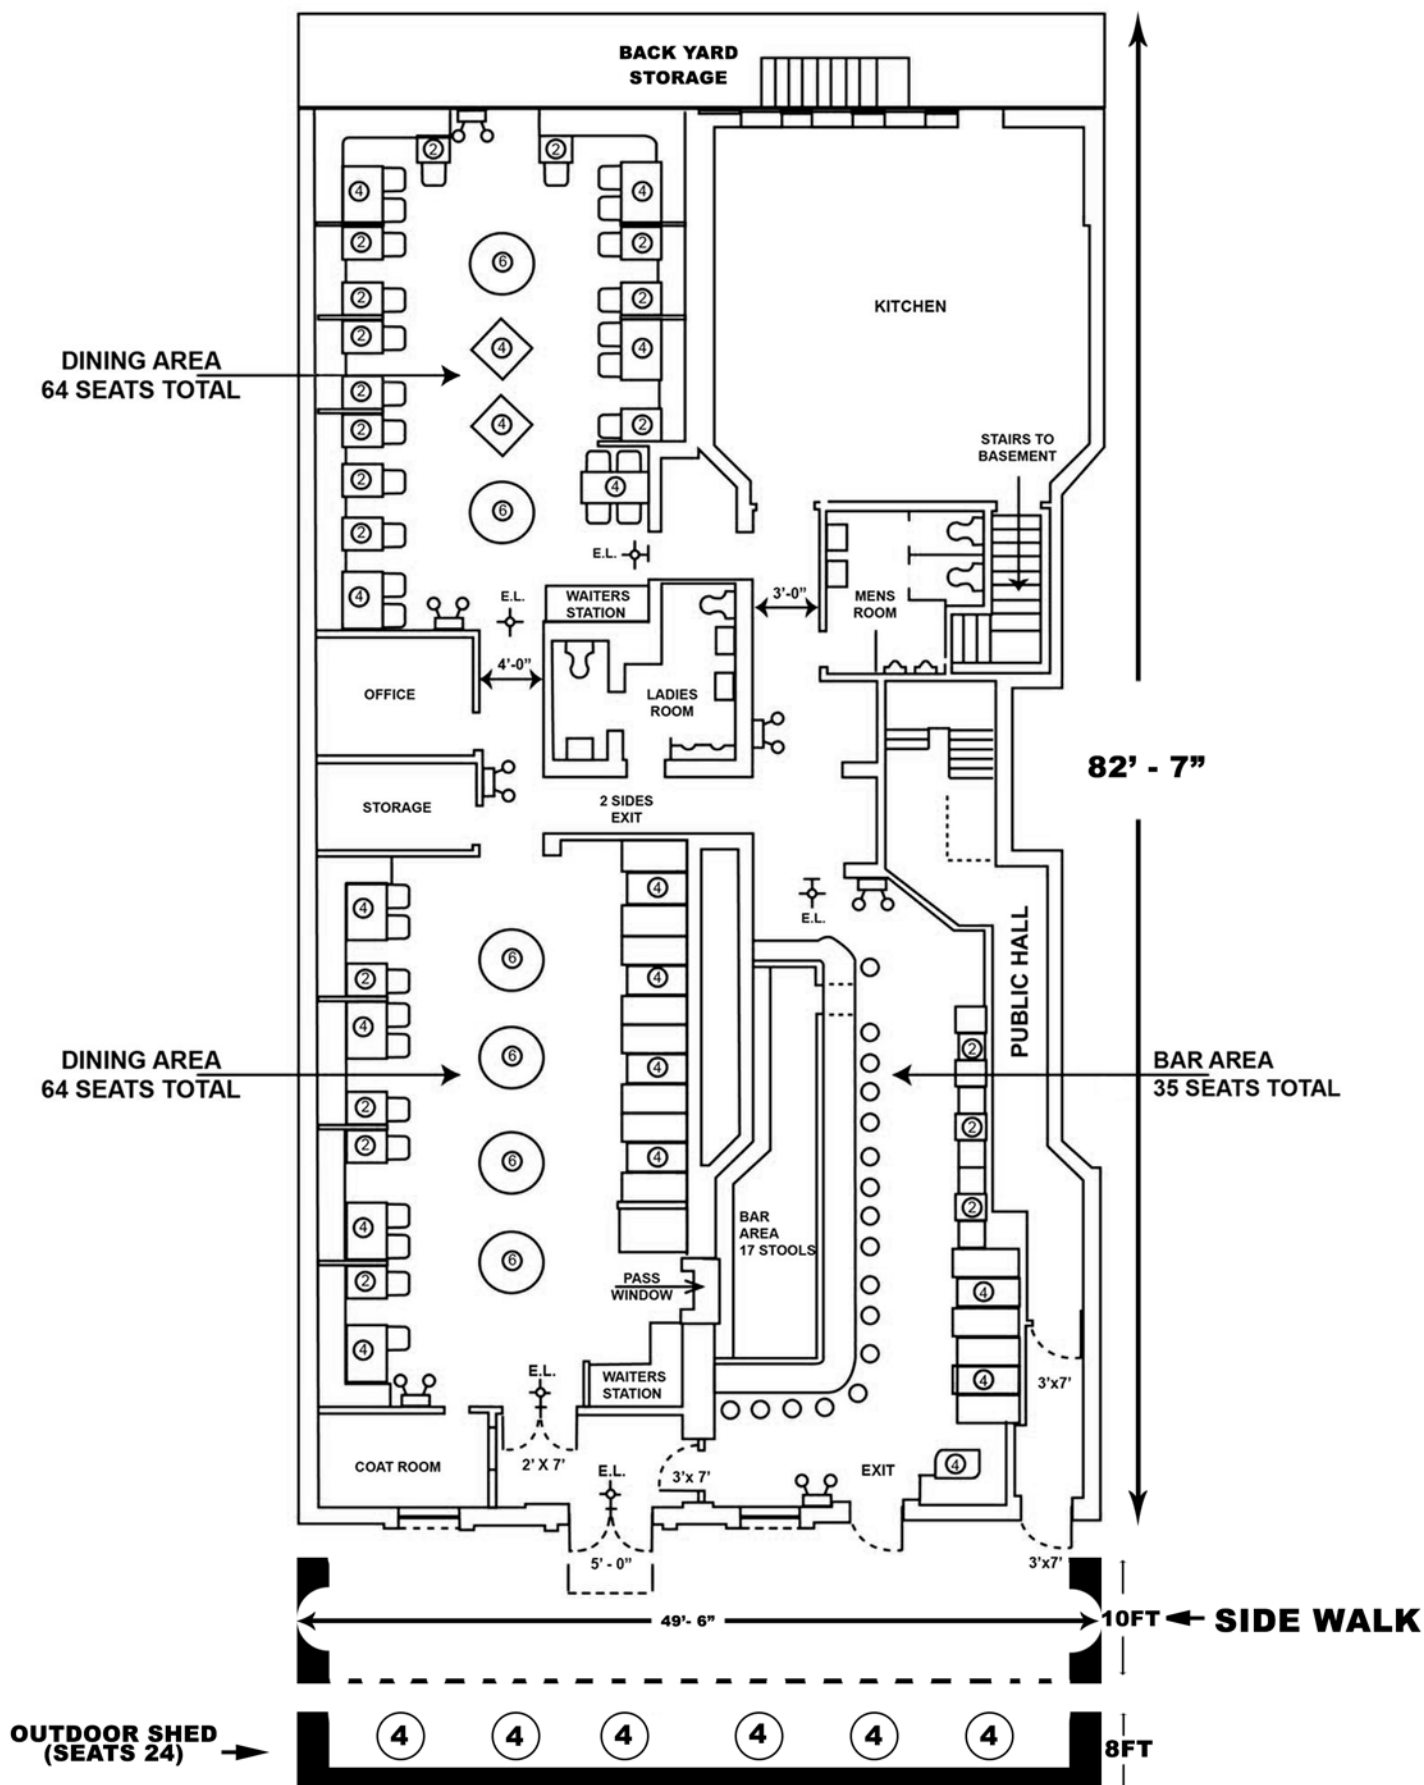 BACK YARD
STORAGE
2
2
4
4
2
2
6
2
2
KITCHEN
2
4
4
DINING AREA
64 SEATS TOTAL
2
2
4
2
STAIRS TO
BASEMENT
2
4
6
2
E.L.
4
E.L.
WAITERS
STATION
3'-0"
MENS
ROOM
4'-0"
OFFICE
LADIES
ROOM
82' - 7"
STORAGE
2 SIDES
EXIT
4
4
E.L.
PUBLIC HALL
6
2
4
4
2
6
4
DINING AREA
64 SEATS TOTAL
BAR AREA
35 SEATS TOTAL
2
2
2
6
4
2
4
BAR
AREA
17 STOOLS
6
2
PASS
WINDOW
4
4
E.L.
WAITERS
STATION
4
3'x7'
COAT ROOM
2' X 7'
E.L.
3'x 7'
EXIT
4
5' - 0"
3'x7'
49'- 6"
10FT
SIDE WALK
OUTDOOR SHED
(SEATS 24)
4
4
4
4
4
4
8FT